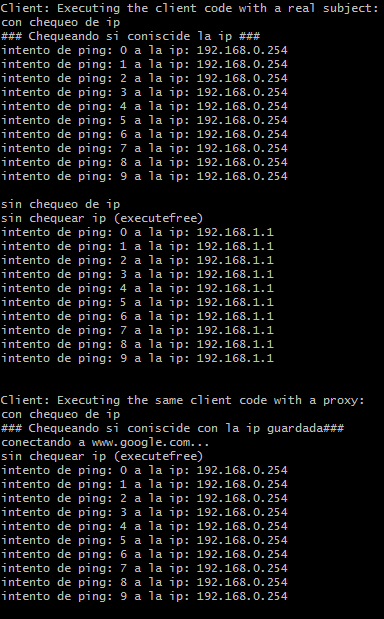 Client: Executing the client code with a real subject:
con chequeo de ip
### Chequeando si coniscide la ip ###
intento de ping: 0 a la ip: 192.168.0.254
intento de ping: 1 a la ip: 192.168.0.254
intento de ping: 2 a la ip: 192.168.0.254
intento de ping: 3 a la ip: 192.168.0.254
intento de ping: 4 a la ip: 192.168.0.254
intento de ping: 5 a la ip: 192.168.0.254
intento de ping: 6 a la ip: 192.168.0.254
intento de ping: 7 a la ip: 192.168.0.254
intento de ping: 8 a la ip: 192.168.0.254
intento de ping: 9 a la ip: 192.168.0.254
sin chequeo de ip
sin chequear ip (executefree)
intento de ping: 0 a la ip: 192.168.1.1
intento de ping: 1 a la ip: 192.168.1.1
intento de ping: 2 a la ip: 192.168.1.1
intento de ping: 3 a la ip: 192.168.1.1
intento de ping: 4 a la ip: 192.168.1.1
intento de ping: 5 a la ip: 192.168.1.1
intento de ping: 6 a la ip: 192.168.1.1
intento de ping: 7 a la ip: 192.168.1.1
intento de ping: 8 a la ip: 192.168.1.1
intento de ping: 9 a la ip: 192.168.1.1
Client: Executing the same client code with a proxy:
con chequeo de ip
### Chequeando si coniscide con la ip guardada###
conectando a www.google.com...
sin chequear ip (executefree)
intento de ping: 0 a la ip: 192.168.0.254
intento de ping: 1 a la ip: 192.168.0.254
intento de ping: 2 a la ip: 192.168.0.254
intento de ping: 3 a la ip: 192.168.0.254
intento de ping: 4 a la ip: 192.168.0.254
intento de ping: 5 a la ip: 192.168.0.254
intento de ping: 6 a la ip: 192.168.0.254
intento de ping: 7 a la ip: 192.168.0.254
intento de ping: 8 a la ip: 192.168.0.254
intento de ping: 9 a la ip: 192.168.0.254